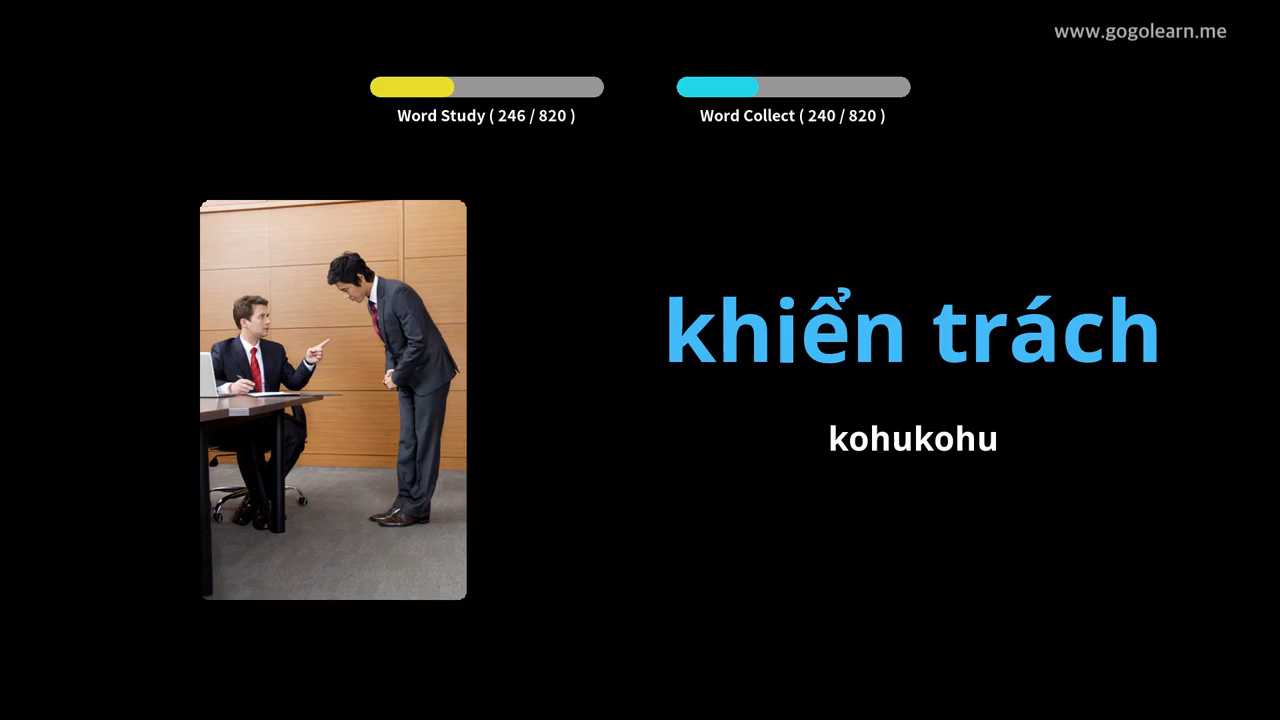 www.gogolearn.me
Word Study ( 246 / 820 )
Word Collect ( 240 / 820 )
khiển trách
kohukohu